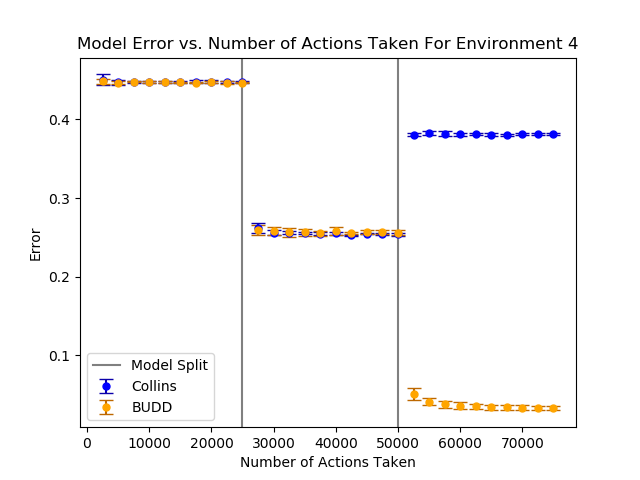 Model Error vs. Number of Actions Taken For Environment 4
Error
0.4
0.3
0.2
0.1
Model Split
Collins
BUDD
0
10000
20000
30000
40000
50000
60000
70000
Number of Actions Taken